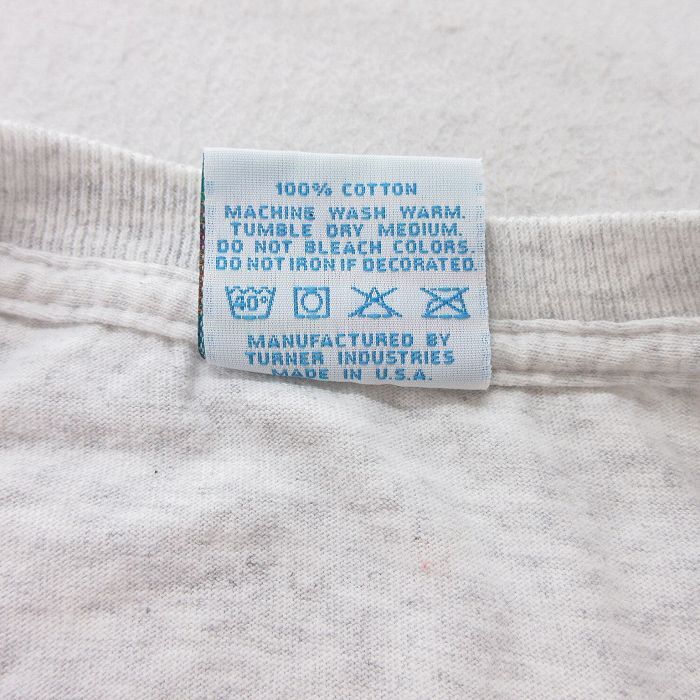 100% COTTON
MACHINE WASH WARM.
TUMBLE DRY MEDIUM.
DO NOT BLEACH COLORS.
DO NOT IRON IF DECORATED.
40°
MANUFACTURED BY
TURNER INDUSTRIES
MADE IN U.S.A.